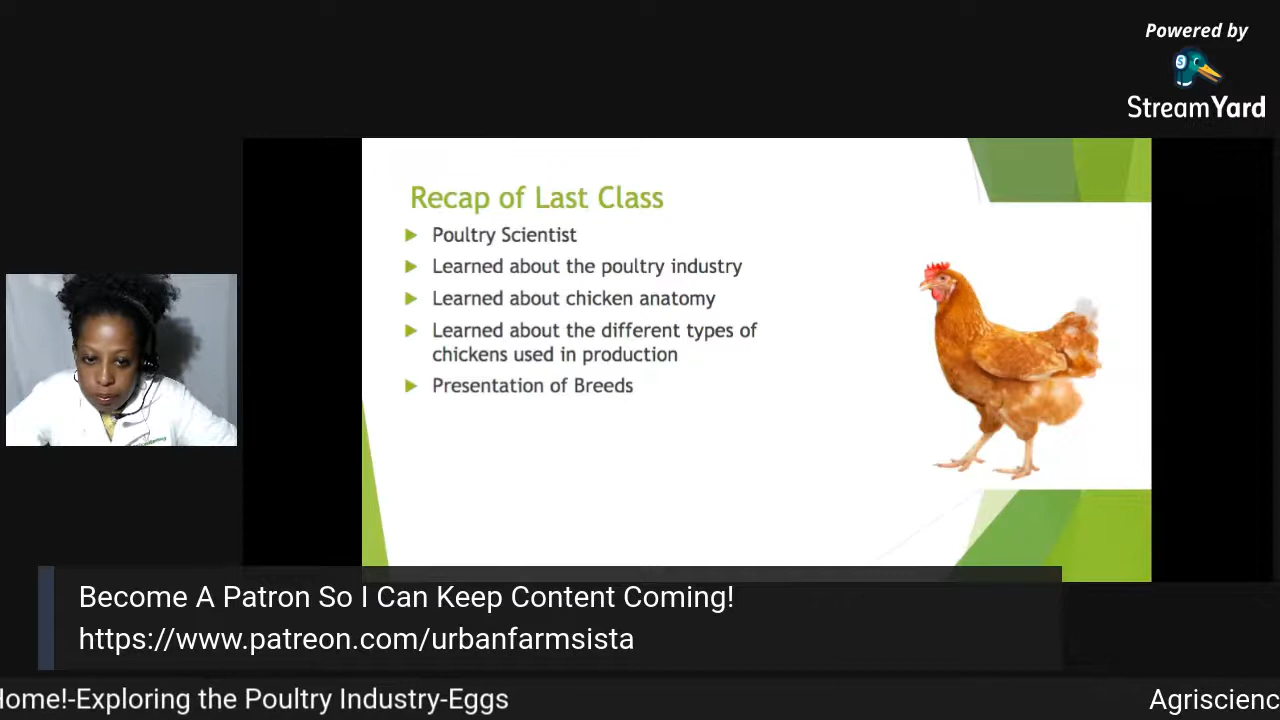 Powered by
StreamYard
Recap of Last Class
Poultry Scientist
Learned about the poultry industry
Learned about chicken anatomy
Learned about the different types of
chickens used in production
Presentation of Breeds
Become A Patron So I Can Keep Content Coming!
https://www.patreon.com/urbanfarmsista
Home!-Exploring the Poultry Industry-Eggs
Agriscienc